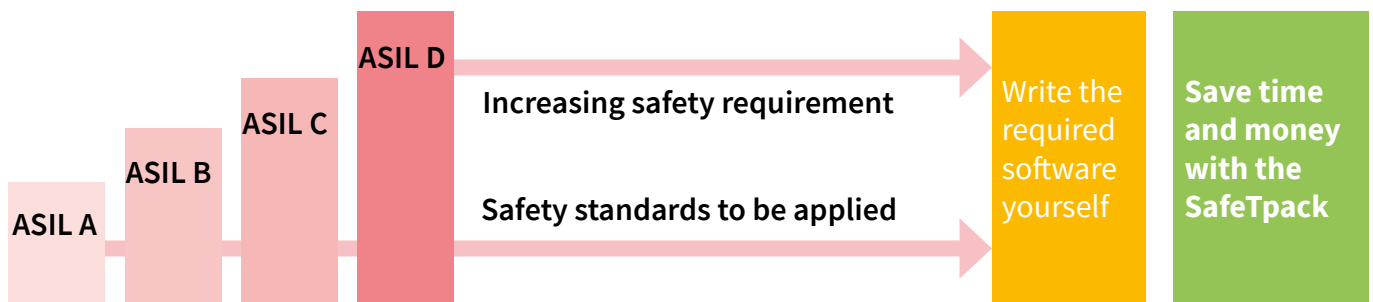 ASIL A
ASIL B
ASIL C
ASIL D
Increasing safety requirement
Safety standards to be applied
Write the
required
software
yourself
Save time
and money
with the
SafeTpack